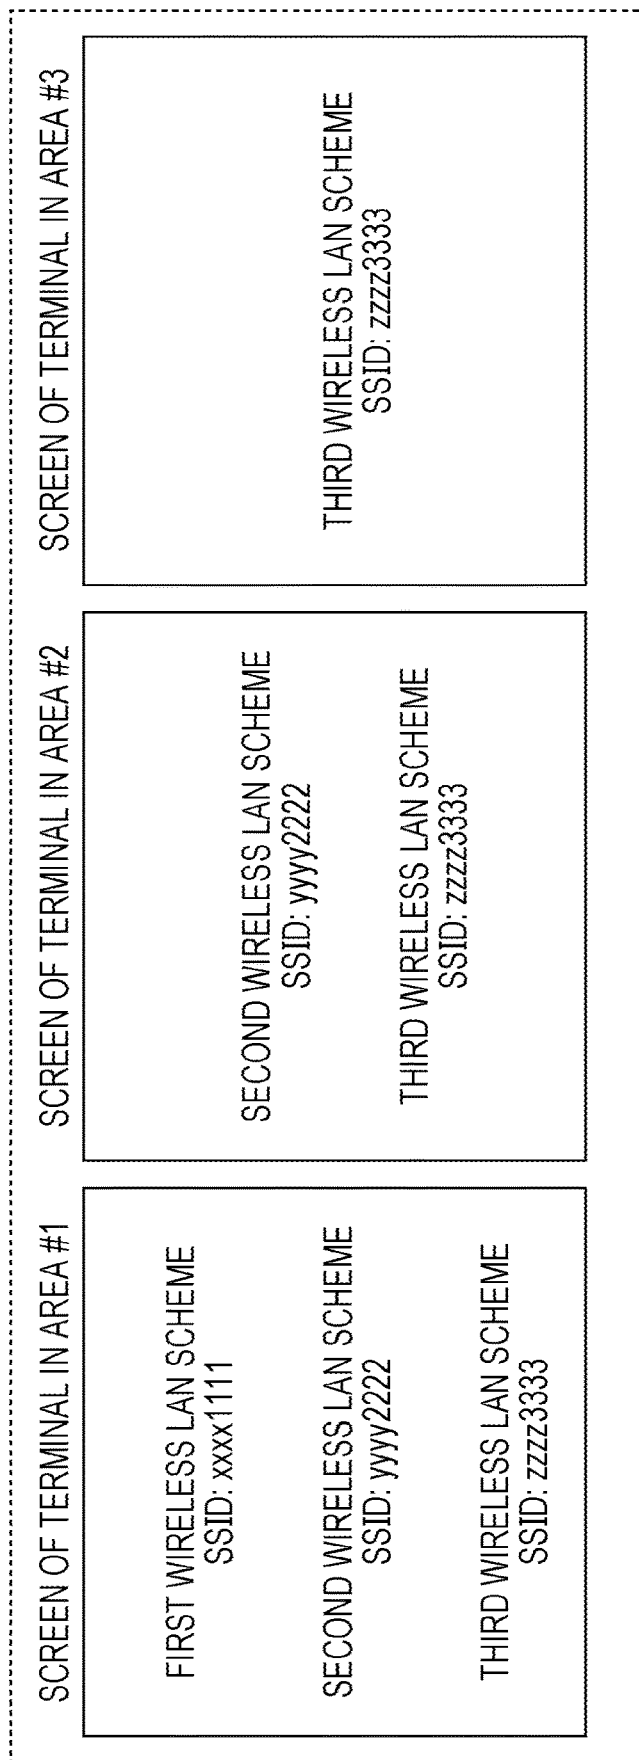 SCREEN OF TERMINAL IN AREA #1
FIRST WIRELESS LAN SCHEME
SSID: xxxx1111
SECOND WIRELESS LAN SCHEME
SSID: yyyy2222
THIRD WIRELESS LAN SCHEME
SSID: zzzz3333
SCREEN OF TERMINAL IN AREA #2
SECOND WIRELESS LAN SCHEME
SSID: yyyy2222
THIRD WIRELESS LAN SCHEME
SSID: zzzz3333
SCREEN OF TERMINAL IN AREA #3
THIRD WIRELESS LAN SCHEME
SSID: zzzz3333